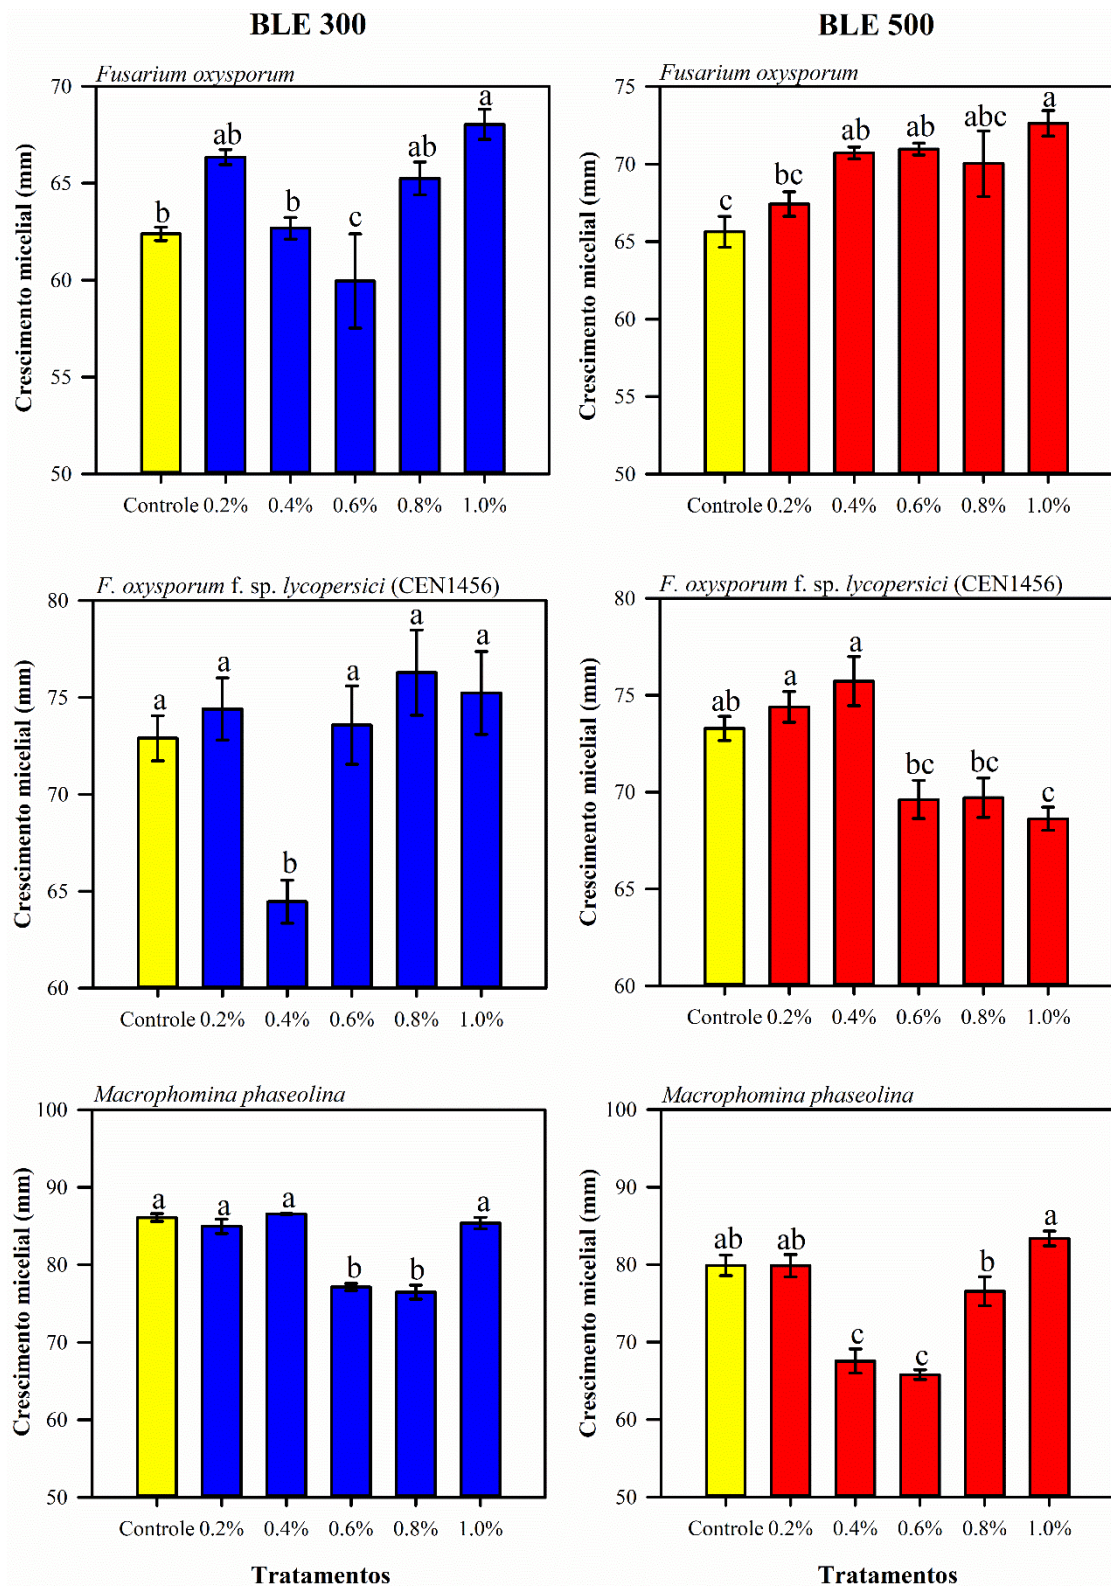 BLE 300
BLE 500
Fusarium oxysporum
Crescimento micelial (mm)
70
65
60
55
50
b
ab
b
c
ab
a
Controle 0.2% 0.4% 0.6% 0.8% 1.0%
Fusarium oxysporum
Crescimento micelial (mm)
75
70
65
60
55
50
c
bc
ab
ab
abc
a
Controle 0.2% 0.4% 0.6% 0.8% 1.0%
F. oxysporum f. sp. lycopersici (CEN1456)
Crescimento micelial (mm)
80
75
70
65
60
a
a
b
a
a
a
Controle 0.2% 0.4% 0.6% 0.8% 1.0%
F. oxysporum f. sp. lycopersici (CEN1456)
Crescimento micelial (mm)
80
75
70
65
60
ab
a
a
bc
bc
c
Controle 0.2% 0.4% 0.6% 0.8% 1.0%
Macrophomina phaseolina
Crescimento micelial (mm)
100
90
80
70
60
50
a
a
a
b
b
a
Controle 0.2% 0.4% 0.6% 0.8% 1.0%
Tratamentos
Macrophomina phaseolina
Crescimento micelial (mm)
100
90
80
70
60
50
ab
ab
c
c
b
a
Controle 0.2% 0.4% 0.6% 0.8% 1.0%
Tratamentos